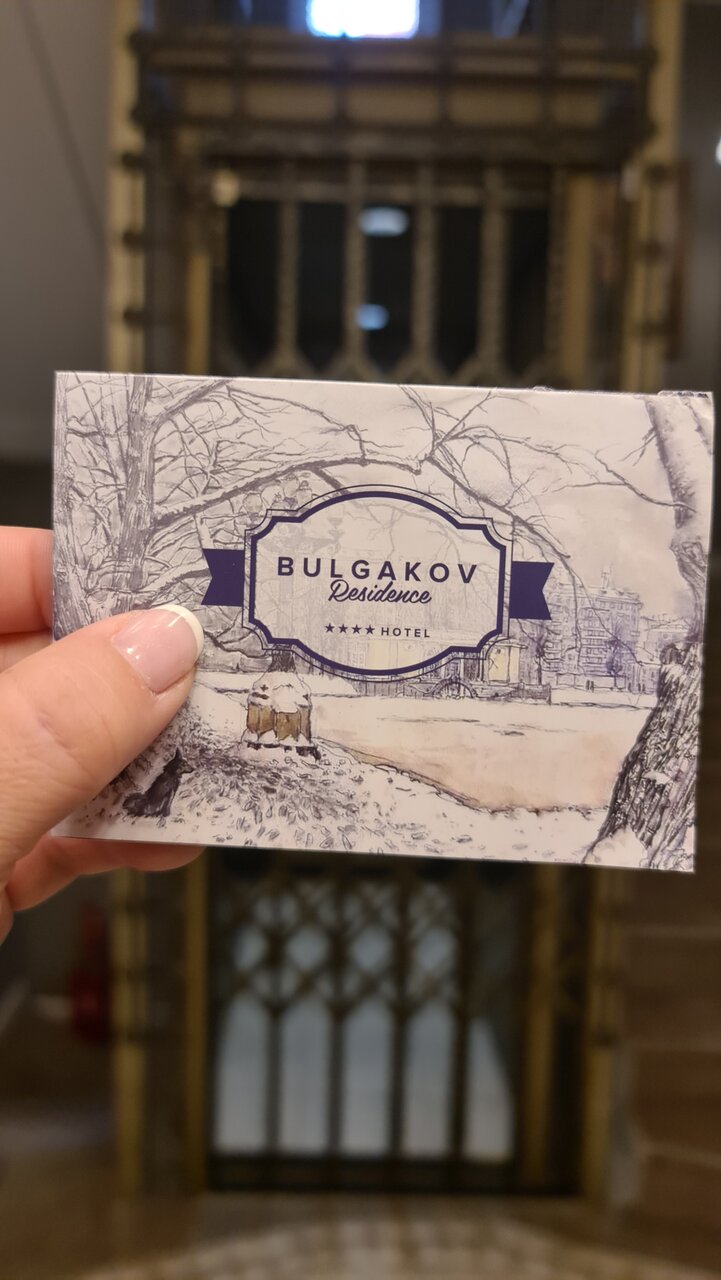 BULGAKOV
Residence
★★★★ HOTEL